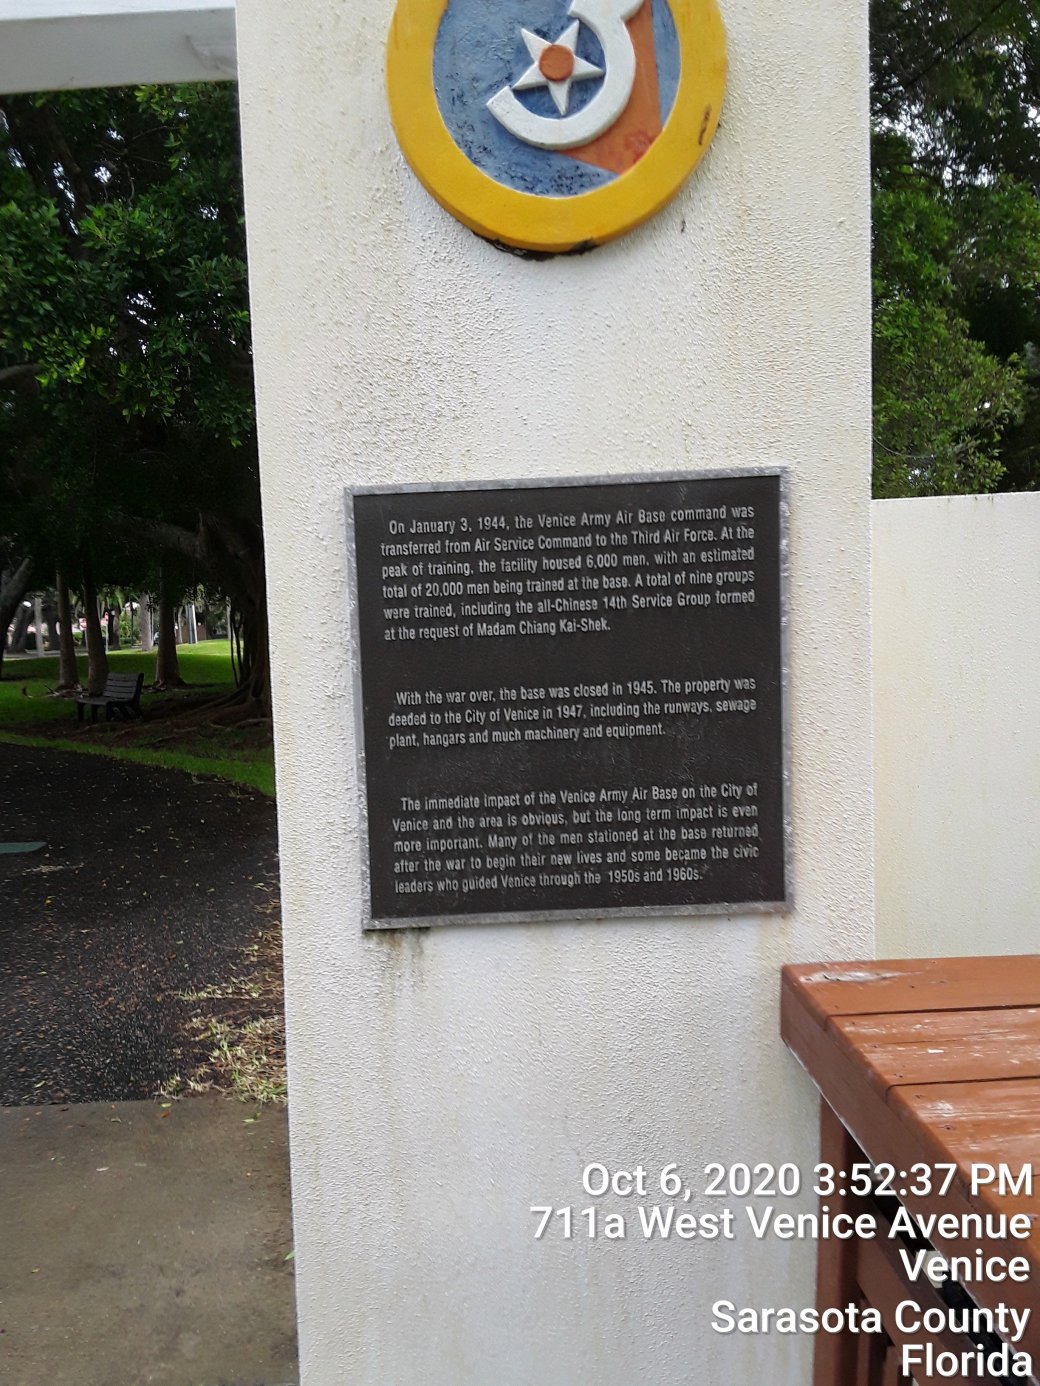 3
On January 3, 1944, the Venice Army Air Base command was
transferred from Air Service Command to the Third Air Force. At the
peak of training, the facility housed 6,000 men, with an estimated
total of 20,000 men being trained at the base. A total of nine groups
were trained, including the all-Chinese 14th Service Group formed
at the request of Madam Chiang Kai-Shek.
With the war over, the base was closed in 1945. The property was
deeded to the City of Venice in 1947, including the runways, sewage
plant, hangars and much machinery and equipment.
The immediate impact of the Venice Army Air Base on the City of
Venice and the area is obvious, but the long term impact is even
more important. Many of the men stationed at the base returned
after the war to begin their new lives and some became the civic
leaders who guided Venice through the 1950s and 1960s.
Oct 6, 2020 3:52:37 PM
711a West Venice Avenue
Venice
Sarasota County
Florida